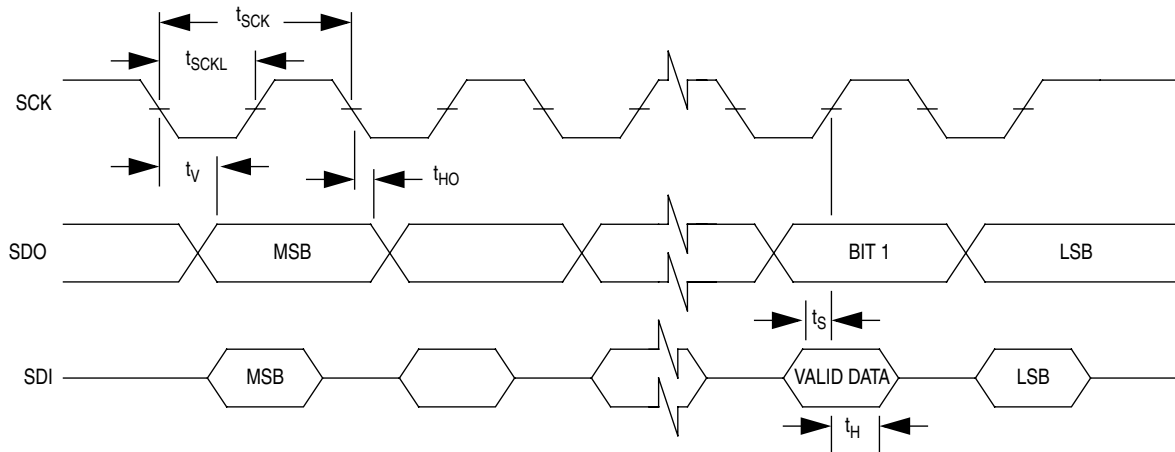 tSCK
tSCKL
SCK
tV
tHO
SDO
MSB
BIT 1
LSB
tS
SDI
MSB
VALID DATA
LSB
tH